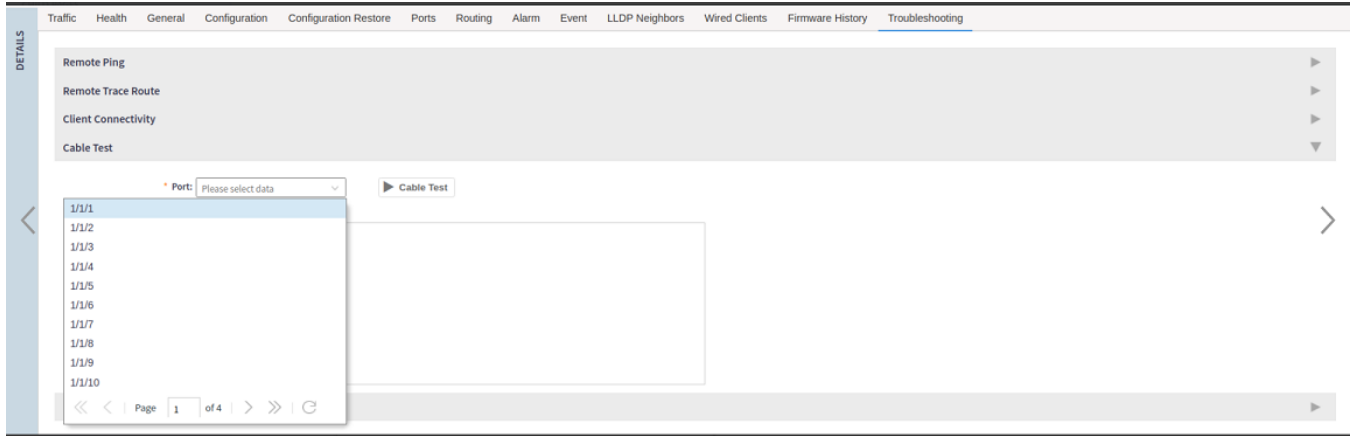 Traffic Health General Configuration Configuration Restore Ports Routing Alarm Event LLDP Neighbors Wired Clients Firmware History Troubleshooting
DETAILS
Remote Ping
Remote Trace Route
Client Connectivity
Cable Test
* Port: Please select data Cable Test
1/1/1
1/1/2
1/1/3
1/1/4
1/1/5
1/1/6
1/1/7
1/1/8
1/1/9
1/1/10
Page 1 of 4